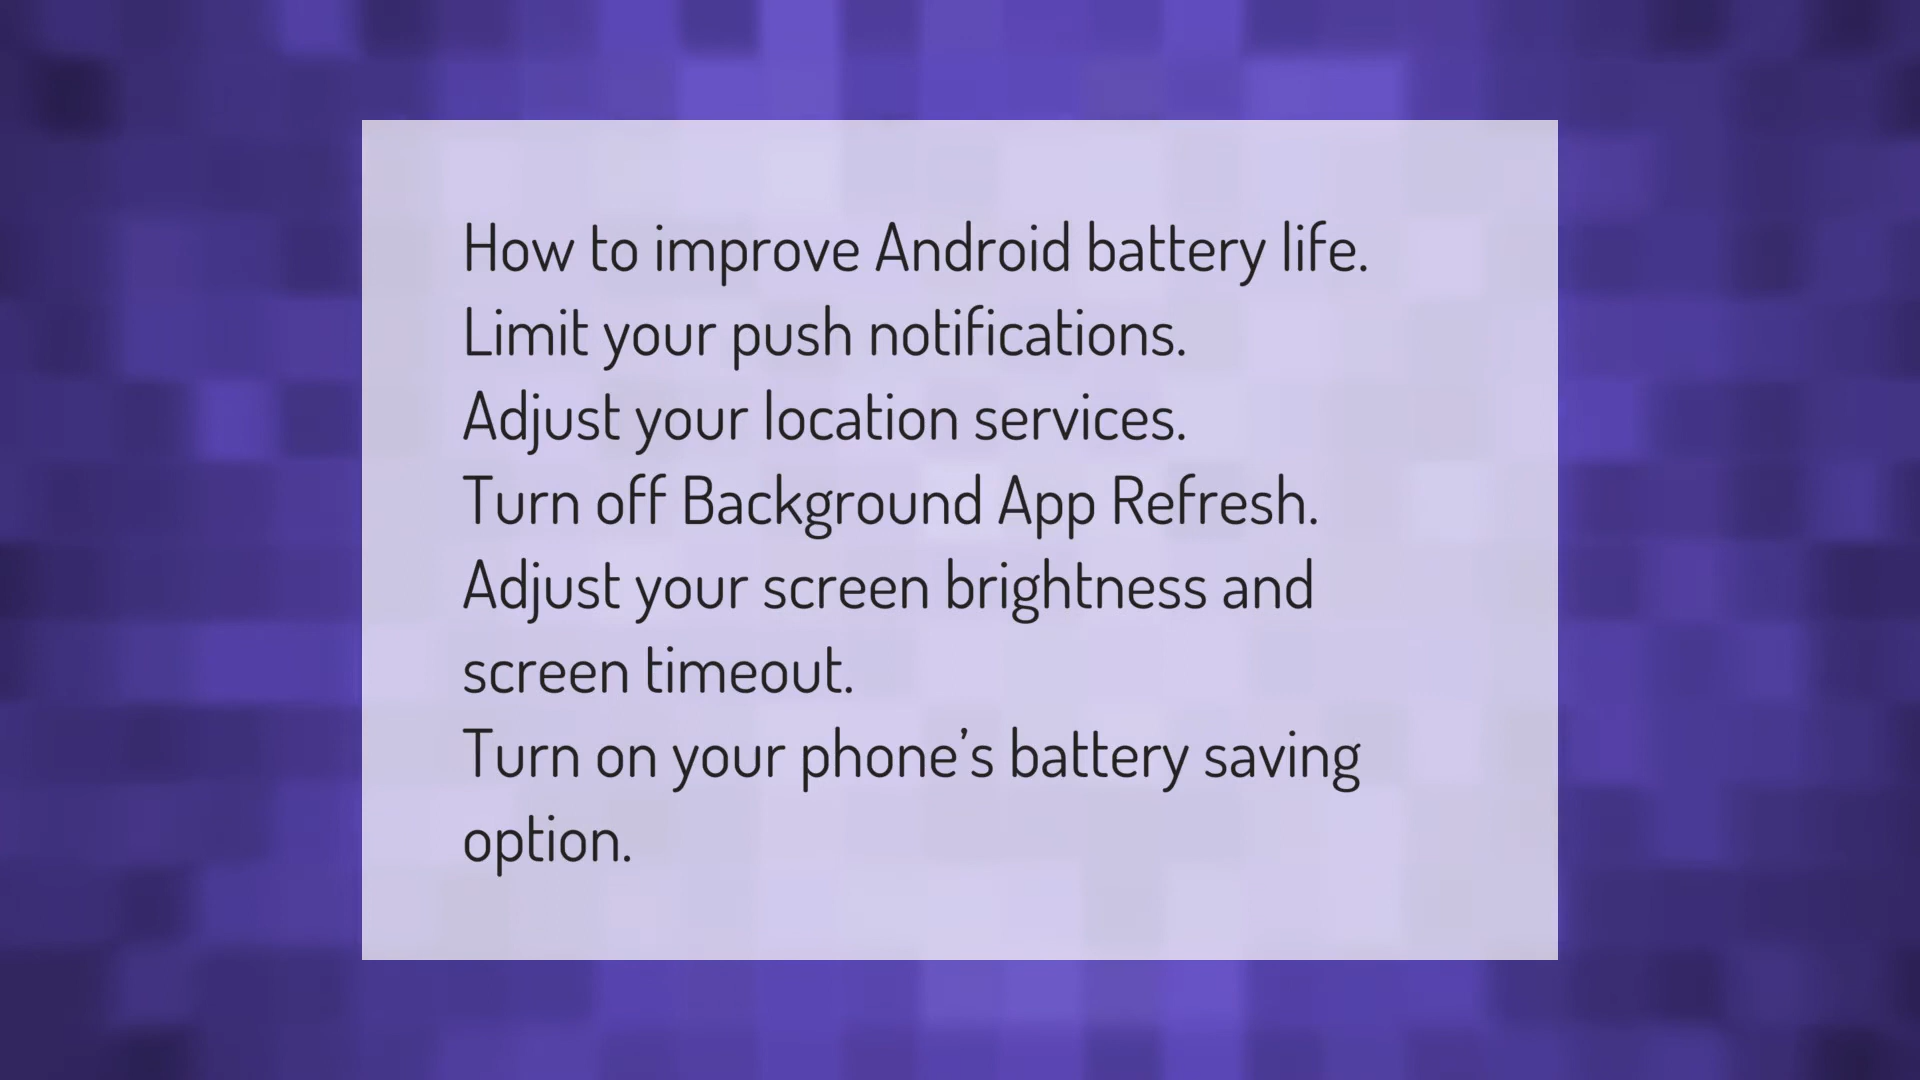 How to improve Android battery life.
Limit your push notifications.
Adjust your location services.
Turn off Background App Refresh.
Adjust your screen brightness and
screen timeout.
Turn on your phone’s battery saving
option.